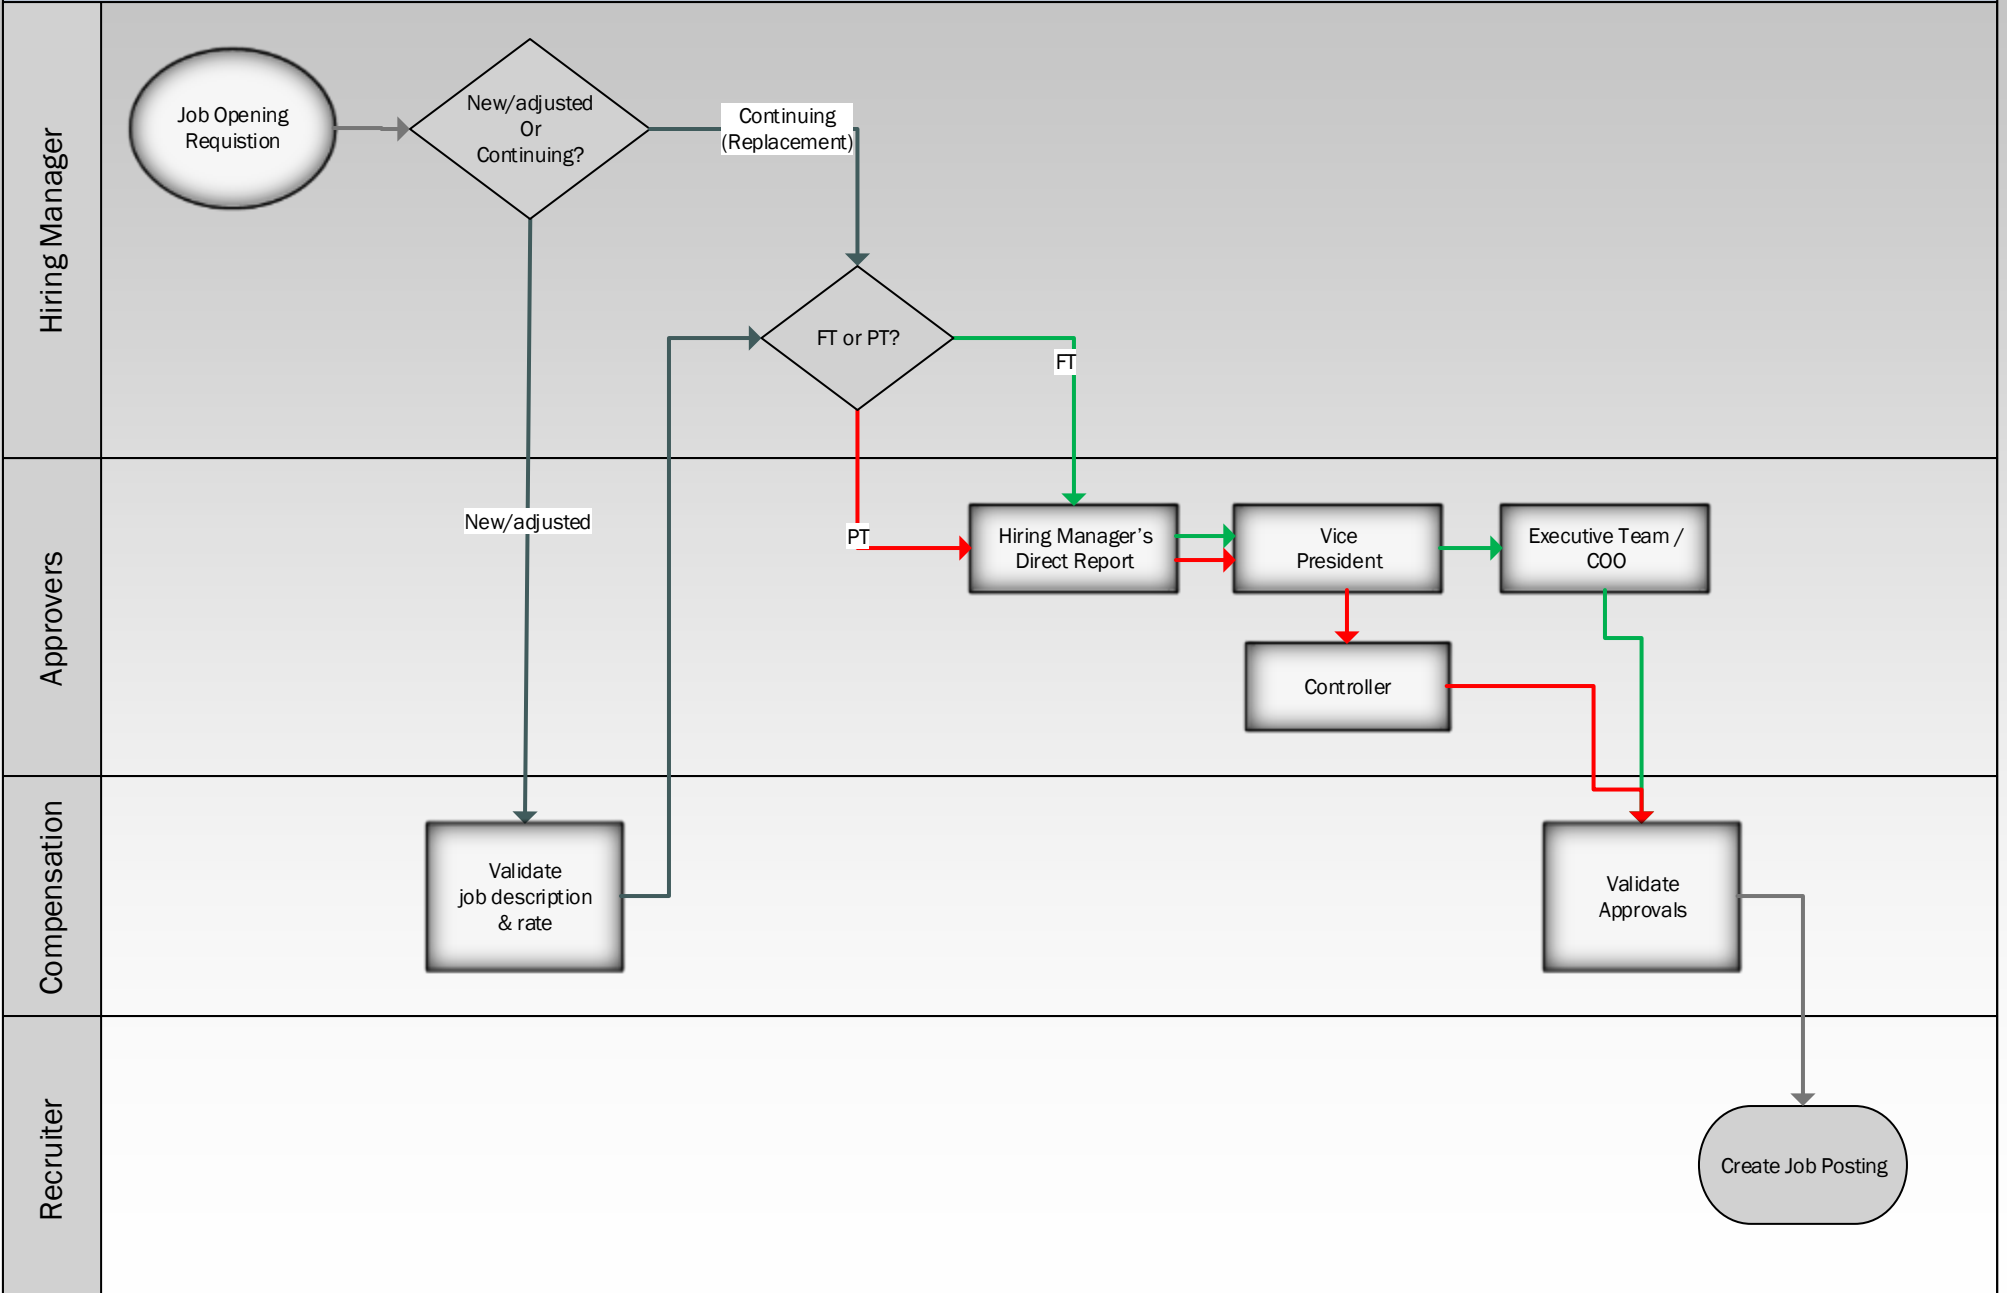 Hiring Manager
Job Opening
Requistion
New/adjusted
Or
Continuing?
Continuing
(Replacement)
FT or PT?
FT
Approvers
New/adjusted
PT
Hiring Manager's
Direct Report
Vice
President
Executive Team /
COO
Controller
Compensation
Validate
job description
& rate
Validate
Approvals
Recruiter
Create Job Posting